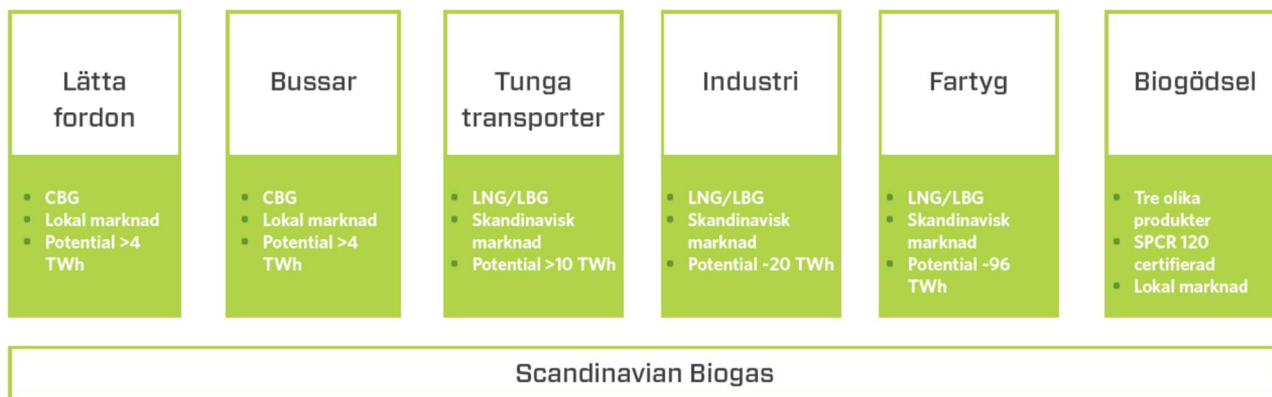 Lätta
fordon
CBG
Lokal marknad
Potential >4
TWh
Bussar
CBG
Lokal marknad
Potential >4
TWh
Tunga
transporter
LNG/LBG
Skandinavisk
marknad
Potential >10 TWh
Industri
LNG/LBG
Skandinavisk
marknad
Potential ~20 TWh
Fartyg
LNG/LBG
Skandinavisk
marknad
Potential ~96
TWh
Biogödsel
Tre olika
produkter
SPCR 120
certifierad
Lokal marknad
Scandinavian Biogas